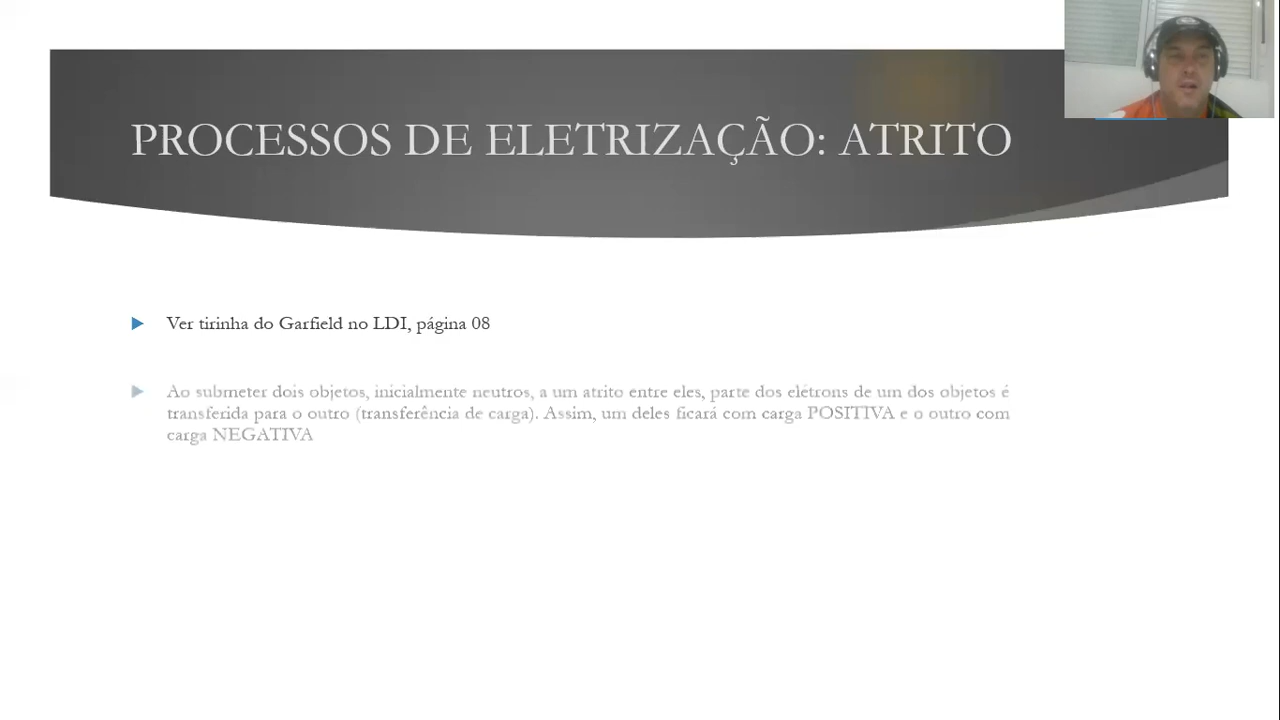 PROCESSOS DE ELETRIZAÇÃO: ATRITO
Ver tirinha do Garfield no LDI, página 08
Ao submeter dois objetos, inicialmente neutros, a um atrito entre eles, parte dos elétrons de um dos objetos é
transferida para o outro (transferência de carga). Assim, um deles ficará com carga POSITIVA e o outro com
carga NEGATIVA